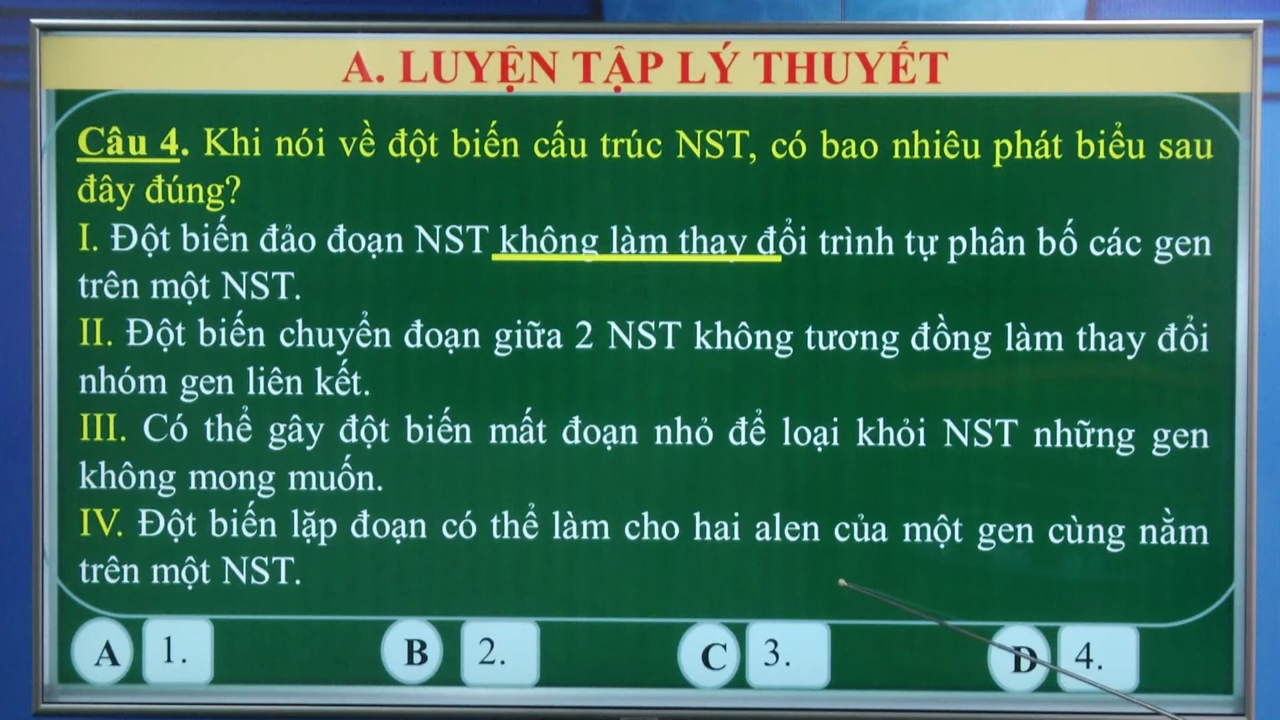 A. LUYỆN TẬP LÝ THUYẾT
Câu 4. Khi nói về đột biến cấu trúc NST, có bao nhiêu phát biểu sau
đây đúng?
I. Đột biến đảo đoạn NST không làm thay đổi trình tự phân bố các gen
trên một NST.
II. Đột biến chuyển đoạn giữa 2 NST không tương đồng làm thay đổi
nhóm gen liên kết.
III. Có thể gây đột biến mất đoạn nhỏ để loại khỏi NST những gen
không mong muốn.
IV. Đột biến lặp đoạn có thể làm cho hai alen của một gen cùng nằm
trên một NST.
A 1. B 2. C 3. D 4.